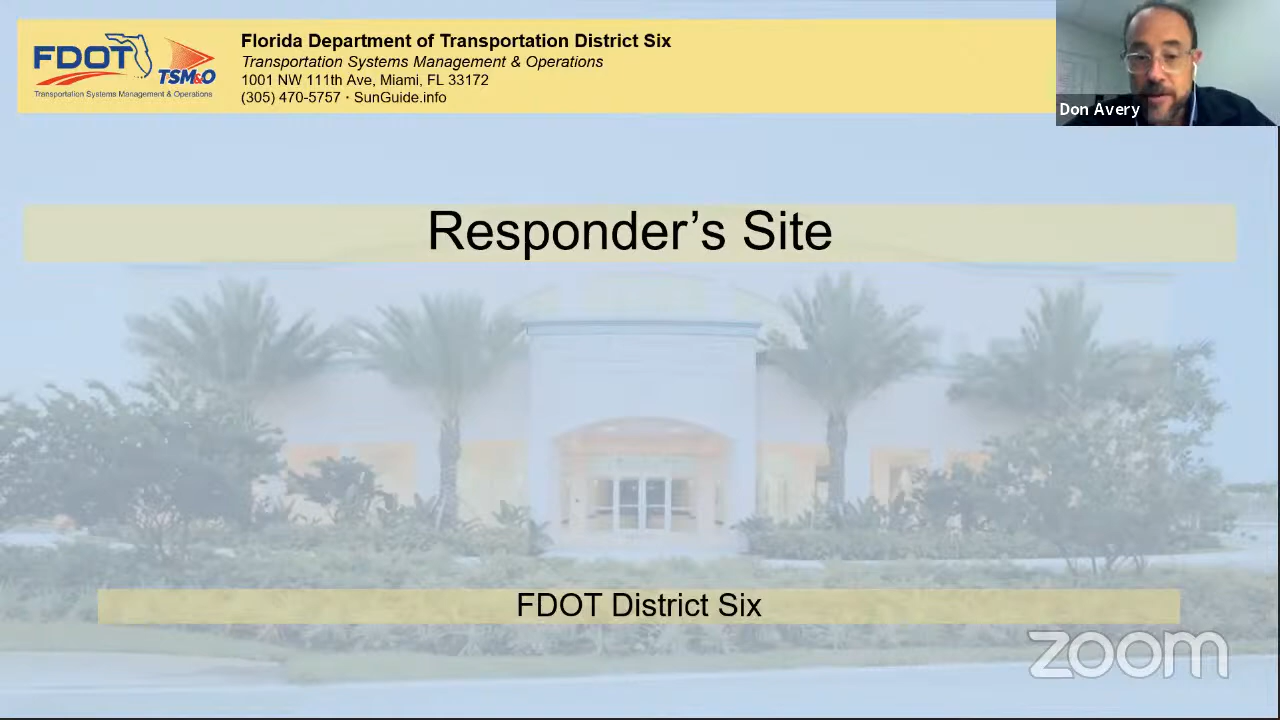 FDOT
TSM&O
Transportation Systems Management & Operations
Florida Department of Transportation District Six
Transportation Systems Management & Operations
1001 NW 111th Ave, Miami, FL 33172
(305) 470-5757 · SunGuide.info
Don Avery
Responder’s Site
FDOT District Six
zoom